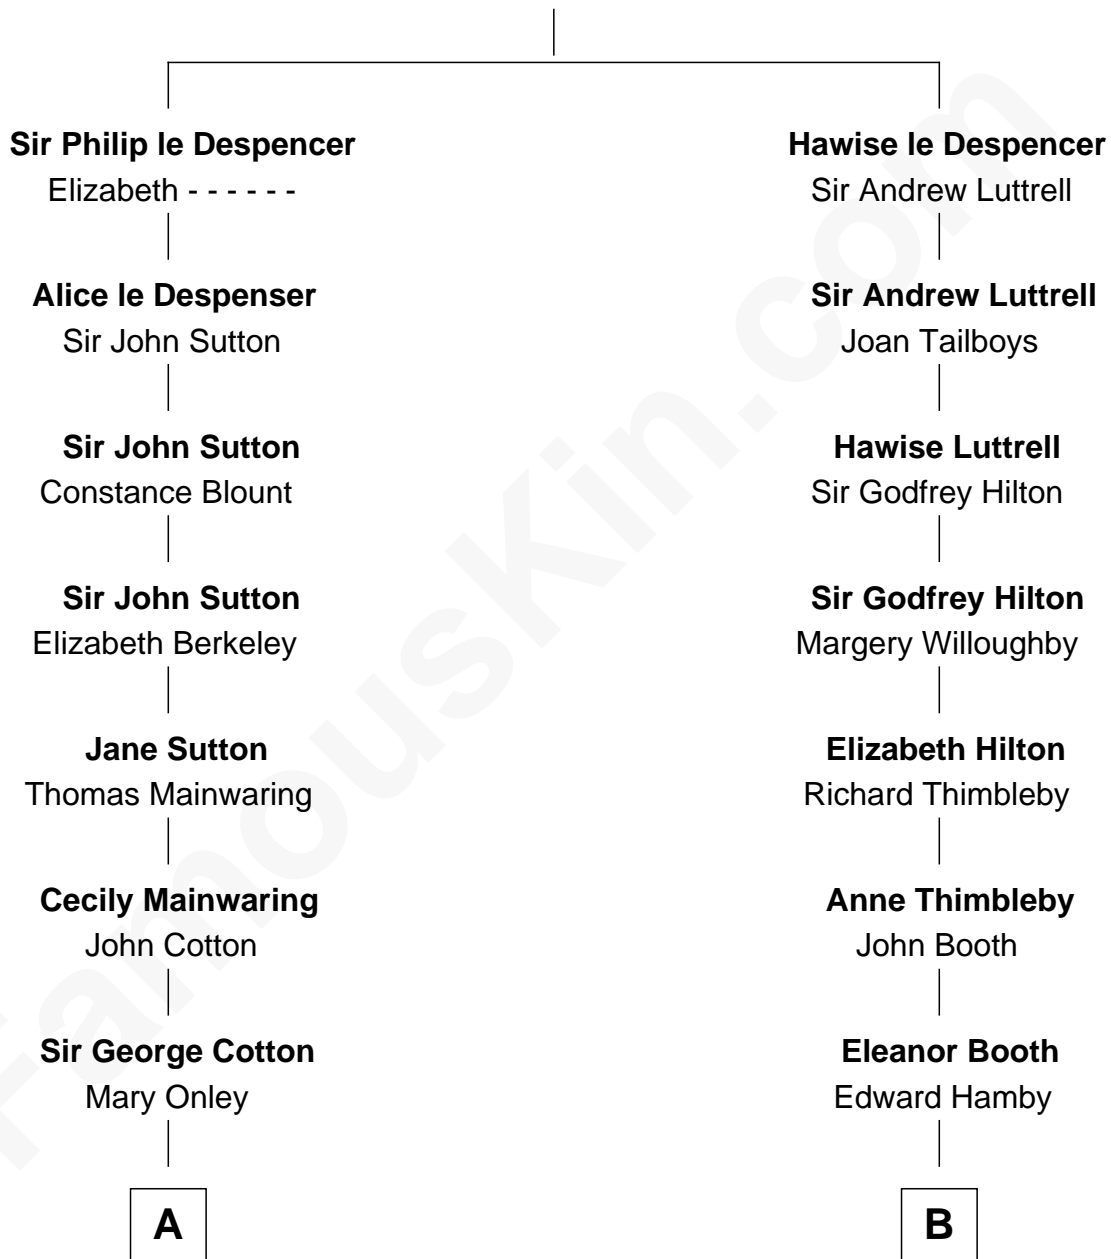 Sir Philip le Despencer
Elizabeth - - - - - -
Alice le Despenser
Sir John Sutton
Sir John Sutton
Constance Blount
Sir John Sutton
Elizabeth Berkeley
Jane Sutton
Thomas Mainwaring
Cecily Mainwaring
John Cotton
Sir George Cotton
Mary Onley
A
Hawise le Despencer
Sir Andrew Luttrell
Sir Andrew Luttrell
Joan Tailboys
Hawise Luttrell
Sir Godfrey Hilton
Sir Godfrey Hilton
Margery Willoughby
Elizabeth Hilton
Richard Thimbleby
Anne Thimbleby
John Booth
Eleanor Booth
Edward Hamby
B
FamousKin.com